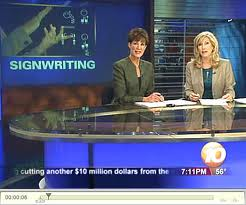 SIGNWRITING
10
cutting another $10 million dollars from the
7:11PM 56°
00:00:06